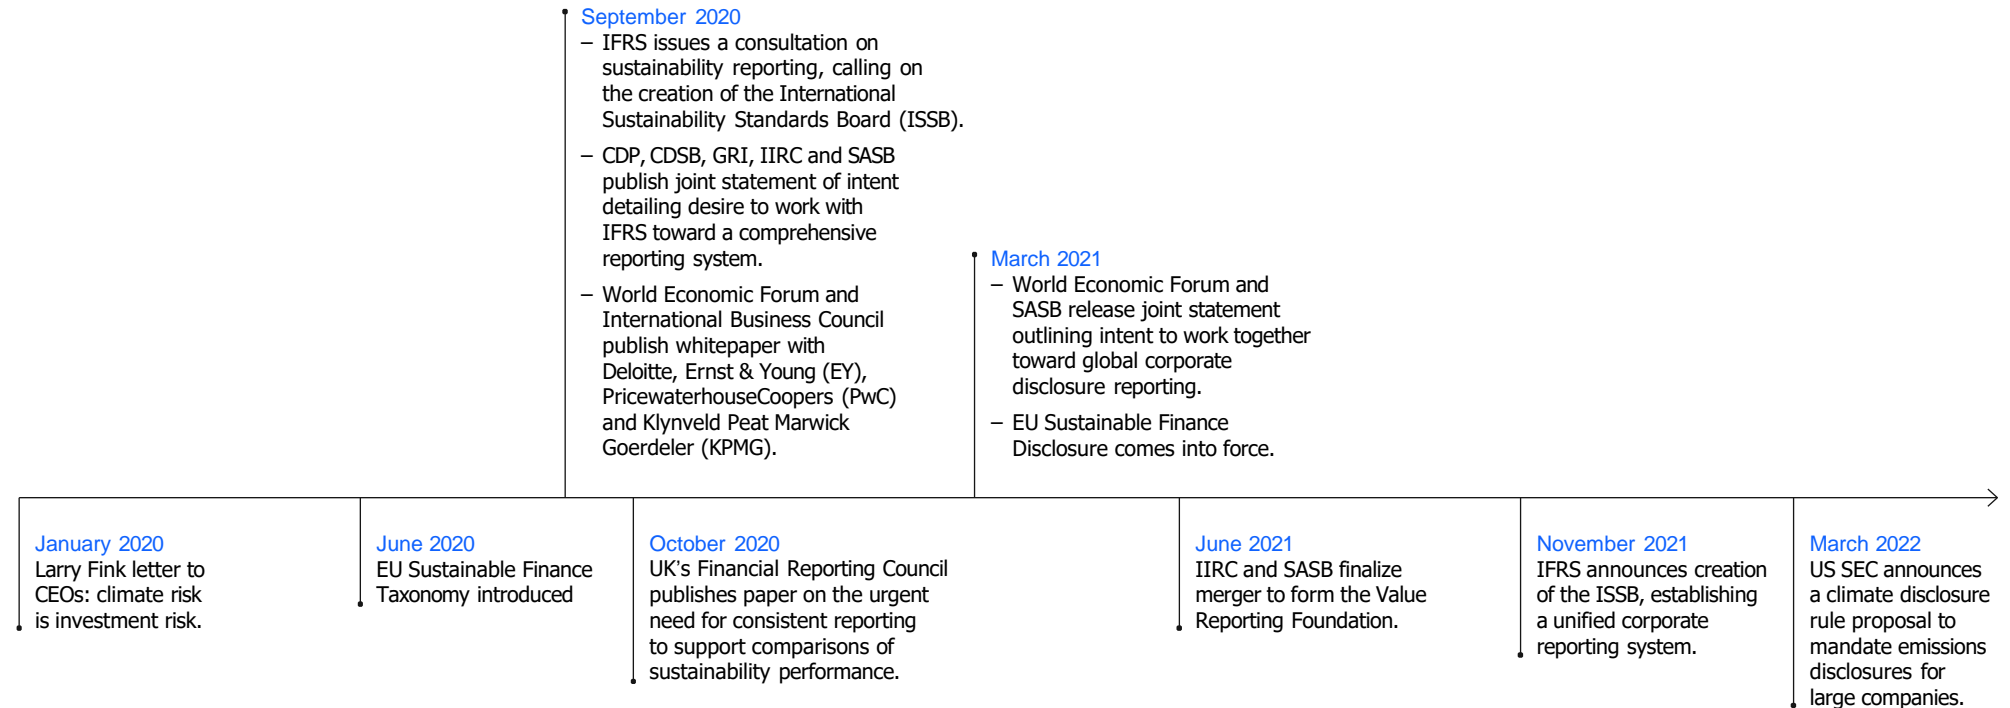 September 2020
– IFRS issues a consultation on
sustainability reporting, calling on
the creation of the International
Sustainability Standards Board (ISSB).
– CDP, CDSB, GRI, IIRC and SASB
publish joint statement of intent
detailing desire to work with
IFRS toward a comprehensive
reporting system.
– World Economic Forum and
International Business Council
publish whitepaper with
Deloitte, Ernst & Young (EY),
PricewaterhouseCoopers (PwC)
and Klynveld Peat Marwick
Goerdeler (KPMG).
March 2021
– World Economic Forum and
SASB release joint statement
outlining intent to work together
toward global corporate
disclosure reporting.
– EU Sustainable Finance
Disclosure comes into force.
January 2020
Larry Fink letter to
CEOs: climate risk
is investment risk.
June 2020
EU Sustainable Finance
Taxonomy introduced
October 2020
UK's Financial Reporting Council
publishes paper on the urgent
need for consistent reporting
to support comparisons of
sustainability performance.
June 2021
IIRC and SASB finalize
merger to form the Value
Reporting Foundation.
November 2021
IFRS announces creation
of the ISSB, establishing
a unified corporate
reporting system.
March 2022
US SEC announces
a climate disclosure
rule proposal to
mandate emissions
disclosures for
large companies.